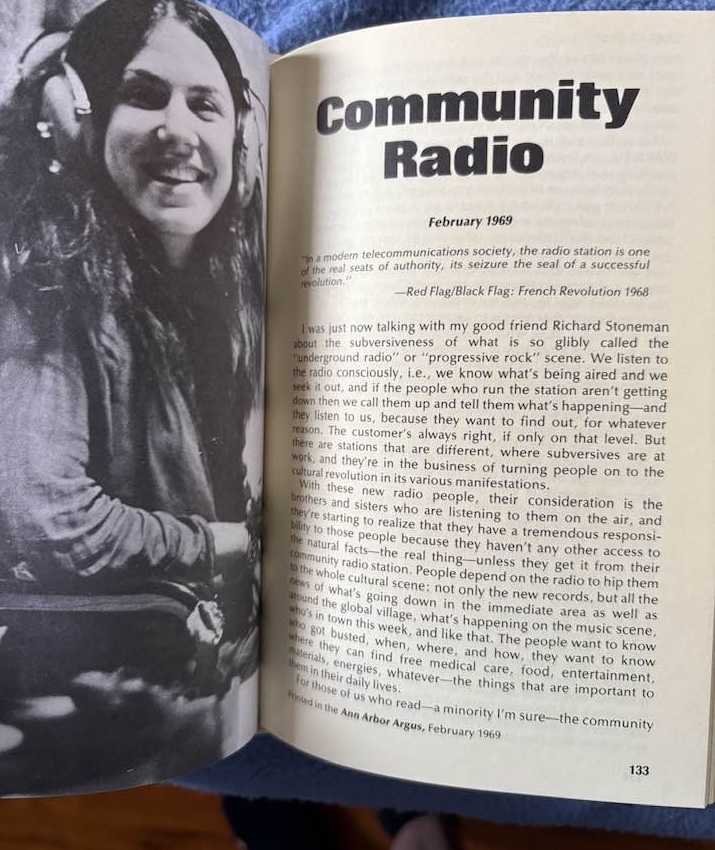 Community
Radio
February 1969
"In a modern telecommunications society, the radio station is one
of the real seats of authority, its seizure the seal of a successful
revolution."
—Red Flag/Black Flag: French Revolution 1968
I was just now talking with my good friend Richard Stoneman
about the subversiveness of what is so glibly called the
"underground radio" or "progressive rock" scene. We listen to
the radio consciously, i.e., we know what's being aired and we
seek it out, and if the people who run the station aren't getting
down then we call them up and tell them what's happening—and
they listen to us, because they want to find out, for whatever
reason. The customer's always right, if only on that level. But
there are stations that are different, where subversives are at
work, and they're in the business of turning people on to the
cultural revolution in its various manifestations.
With these new radio people, their consideration is the
brothers and sisters who are listening to them on the air, and
they're starting to realize that they have a tremendous responsi-
bility to those people because they haven't any other access to
the natural facts—the real thing—unless they get it from their
community radio station. People depend on the radio to hip them
to the whole cultural scene: not only the new records, but all the
news of what's going down in the immediate area as well as
around the global village, what's happening on the music scene,
who's in town this week, and like that. The people want to know
who got busted, when, where, and how, they want to know
where they can find free medical care, food, entertainment,
materials, energies, whatever—the things that are important to
them in their daily lives.
For those of us who read—a minority I'm sure—the community
Printed in the Ann Arbor Argus, February 1969
133